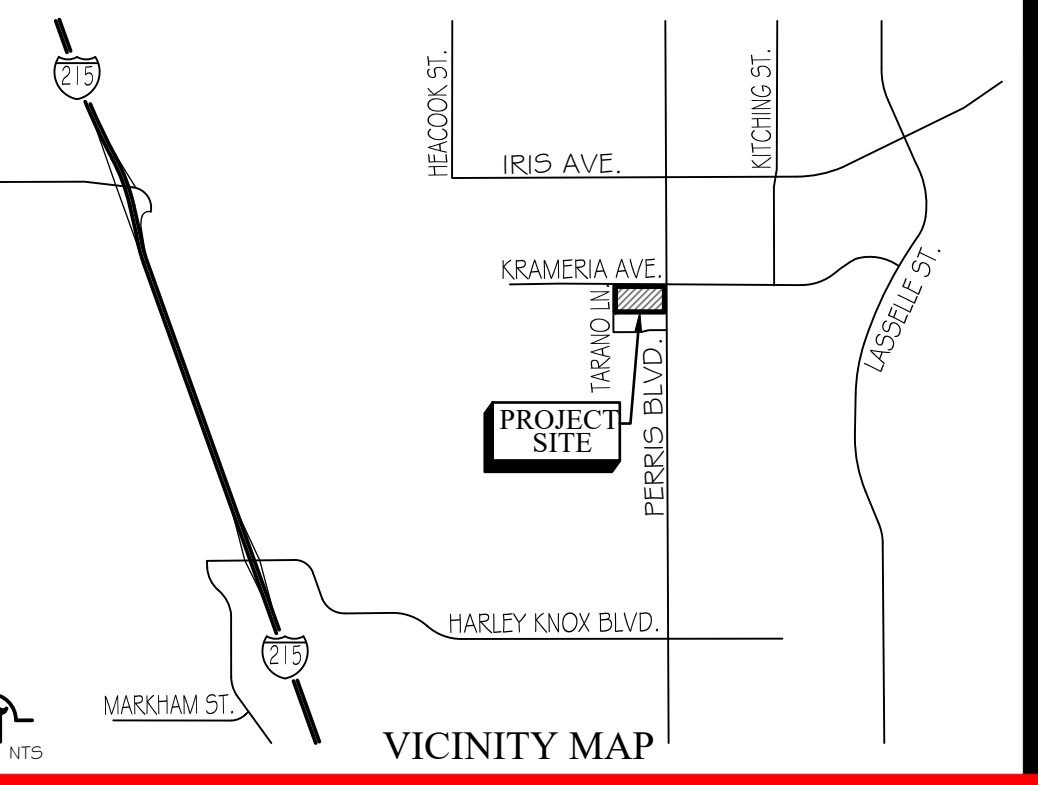 215
HEACOOK ST.
KITCHING ST.
IRIS AVE.
KRAMERIA AVE.
LASSELLE ST.
TARANO LN.
PERRIS BLVD.
PROJECT
SITE
HARLEY KNOX BLVD.
215
MARKHAM ST.
VICINITY MAP
NTS